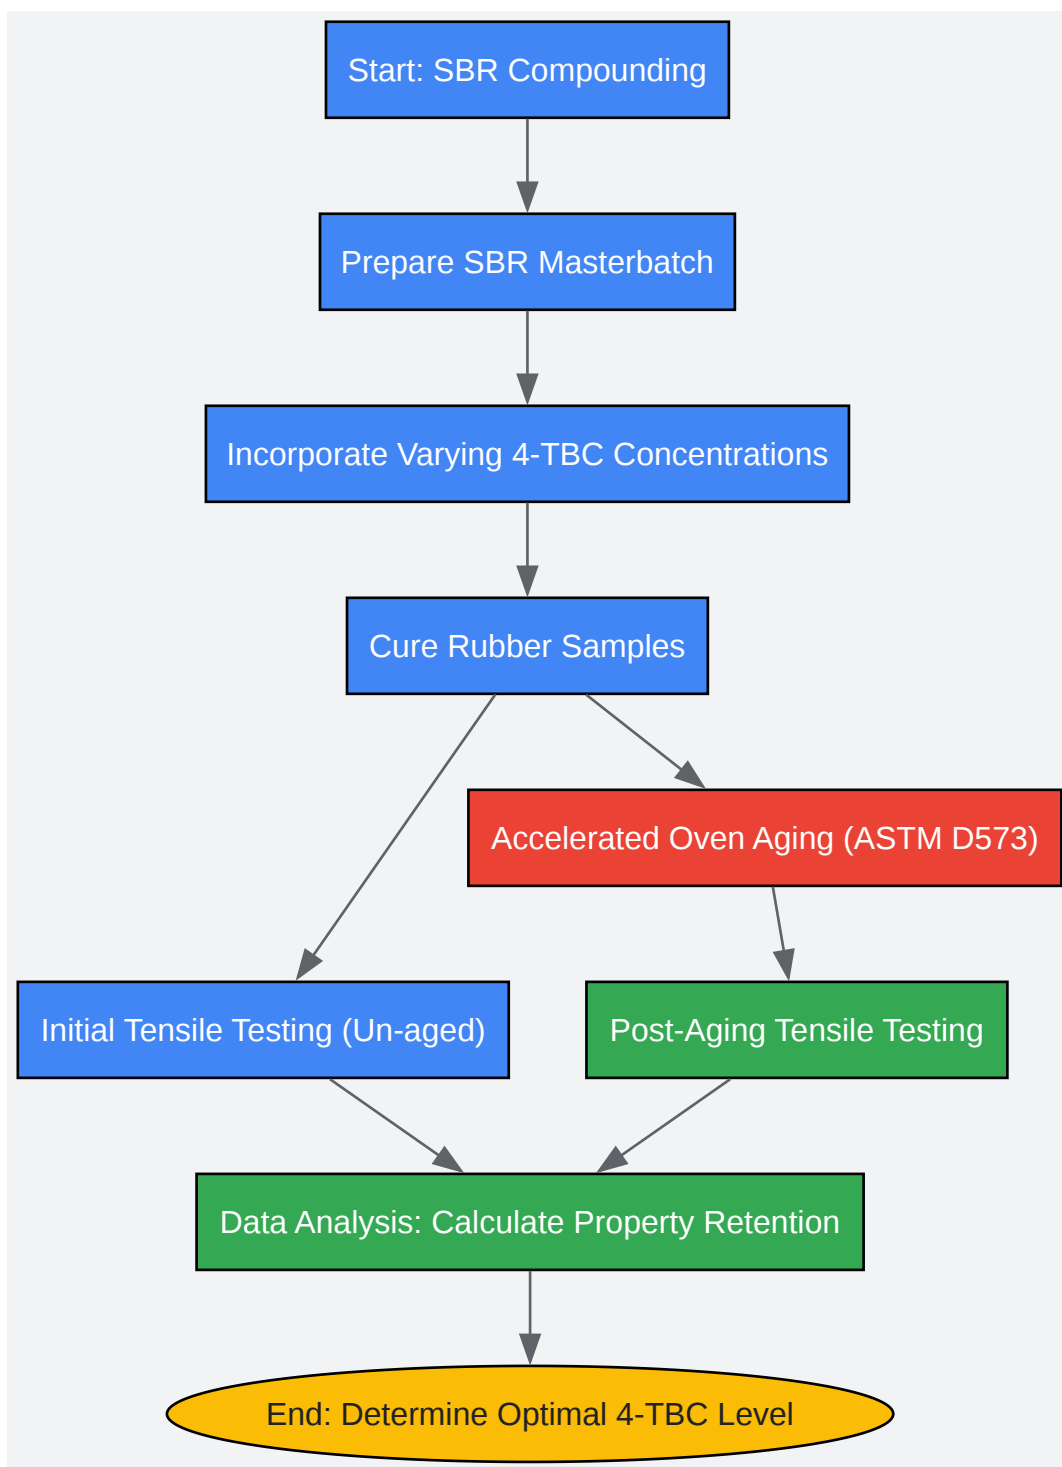 Start: SBR Compounding
Prepare SBR Masterbatch
Incorporate Varying 4-TBC Concentrations
Cure Rubber Samples
Accelerated Oven Aging (ASTM D573)
Initial Tensile Testing (Un-aged)
Post-Aging Tensile Testing
Data Analysis: Calculate Property Retention
End: Determine Optimal 4-TBC Level